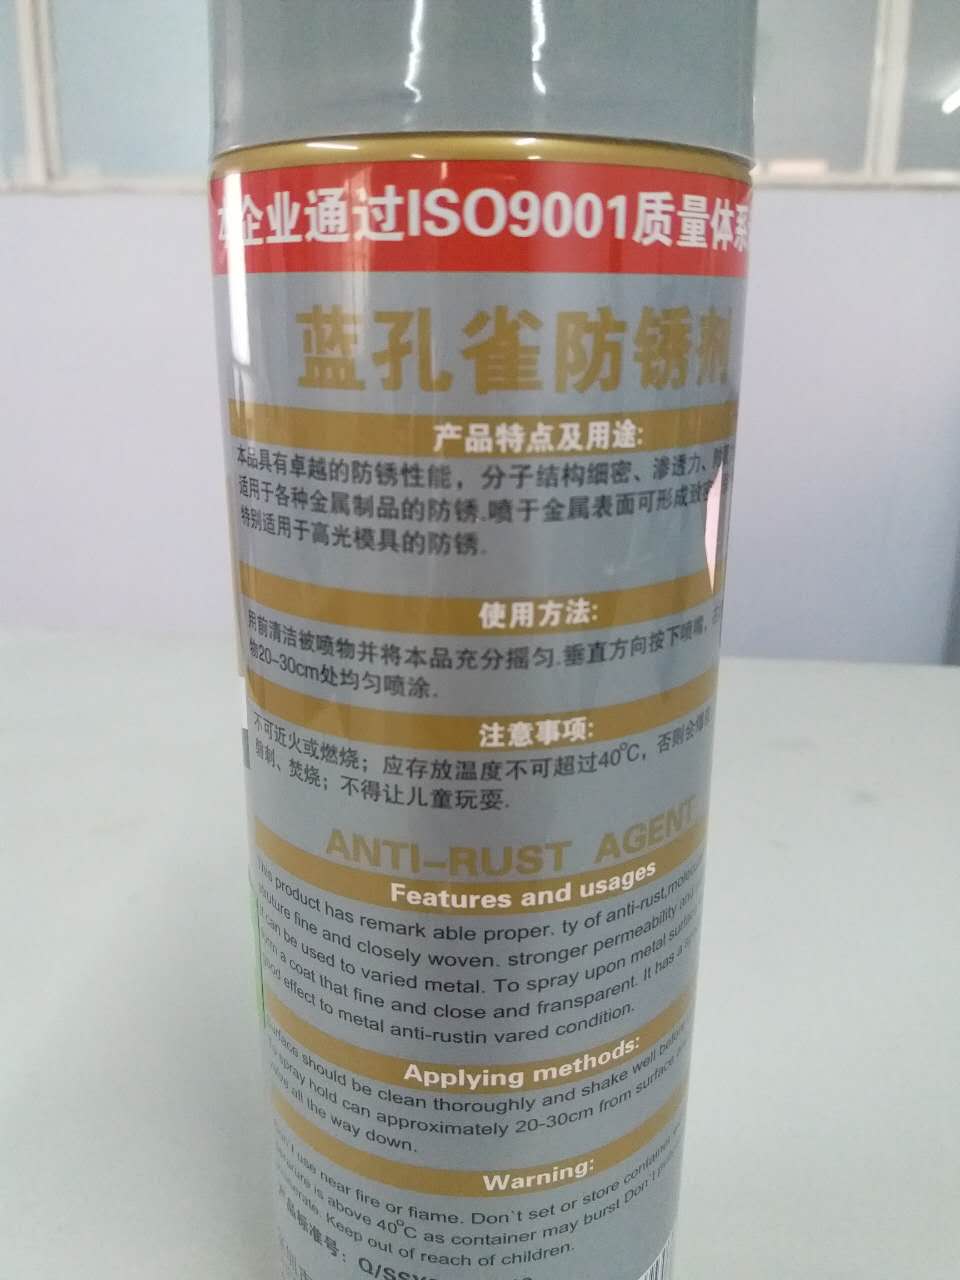 企业通过ISO9001质量体系
蓝孔雀防锈剂
产品特点及用途:
本品具有卓越的防锈性能，分子结构细密、渗透力、
适用于各种金属制品的防锈.喷于金属表面可形成致密
特别适用于高光模具的防锈.
使用方法:
用前清洁被喷物并将本品充分摇匀.垂直方向按下喷嘴，
物20-30cm处均匀喷涂.
注意事项:
不可近火或燃烧；应存放温度不可超过40°C，否则会爆
刺、焚烧；不得让儿童玩耍.
ANTI-RUST AGENT
Features and usages
This product has remark able proper. ty of anti-rust,molecu
struture fine and closely woven. stronger permeability and
it can be used to varied metal. To spray upon metal surfac
form a coat that fine and close and fransparent. It has a
good effect to metal anti-rustin vared condition.
Applying methods:
surface should be clean thoroughly and shake well before
To spray hold can approximately 20-30cm from surface
all the way down.
Warning:
Don't use near fire or fiame. Don`t set or store container
is above 40°C as container may burst Don`t
Keep out of reach of children.
产品标准号：Q/SSY